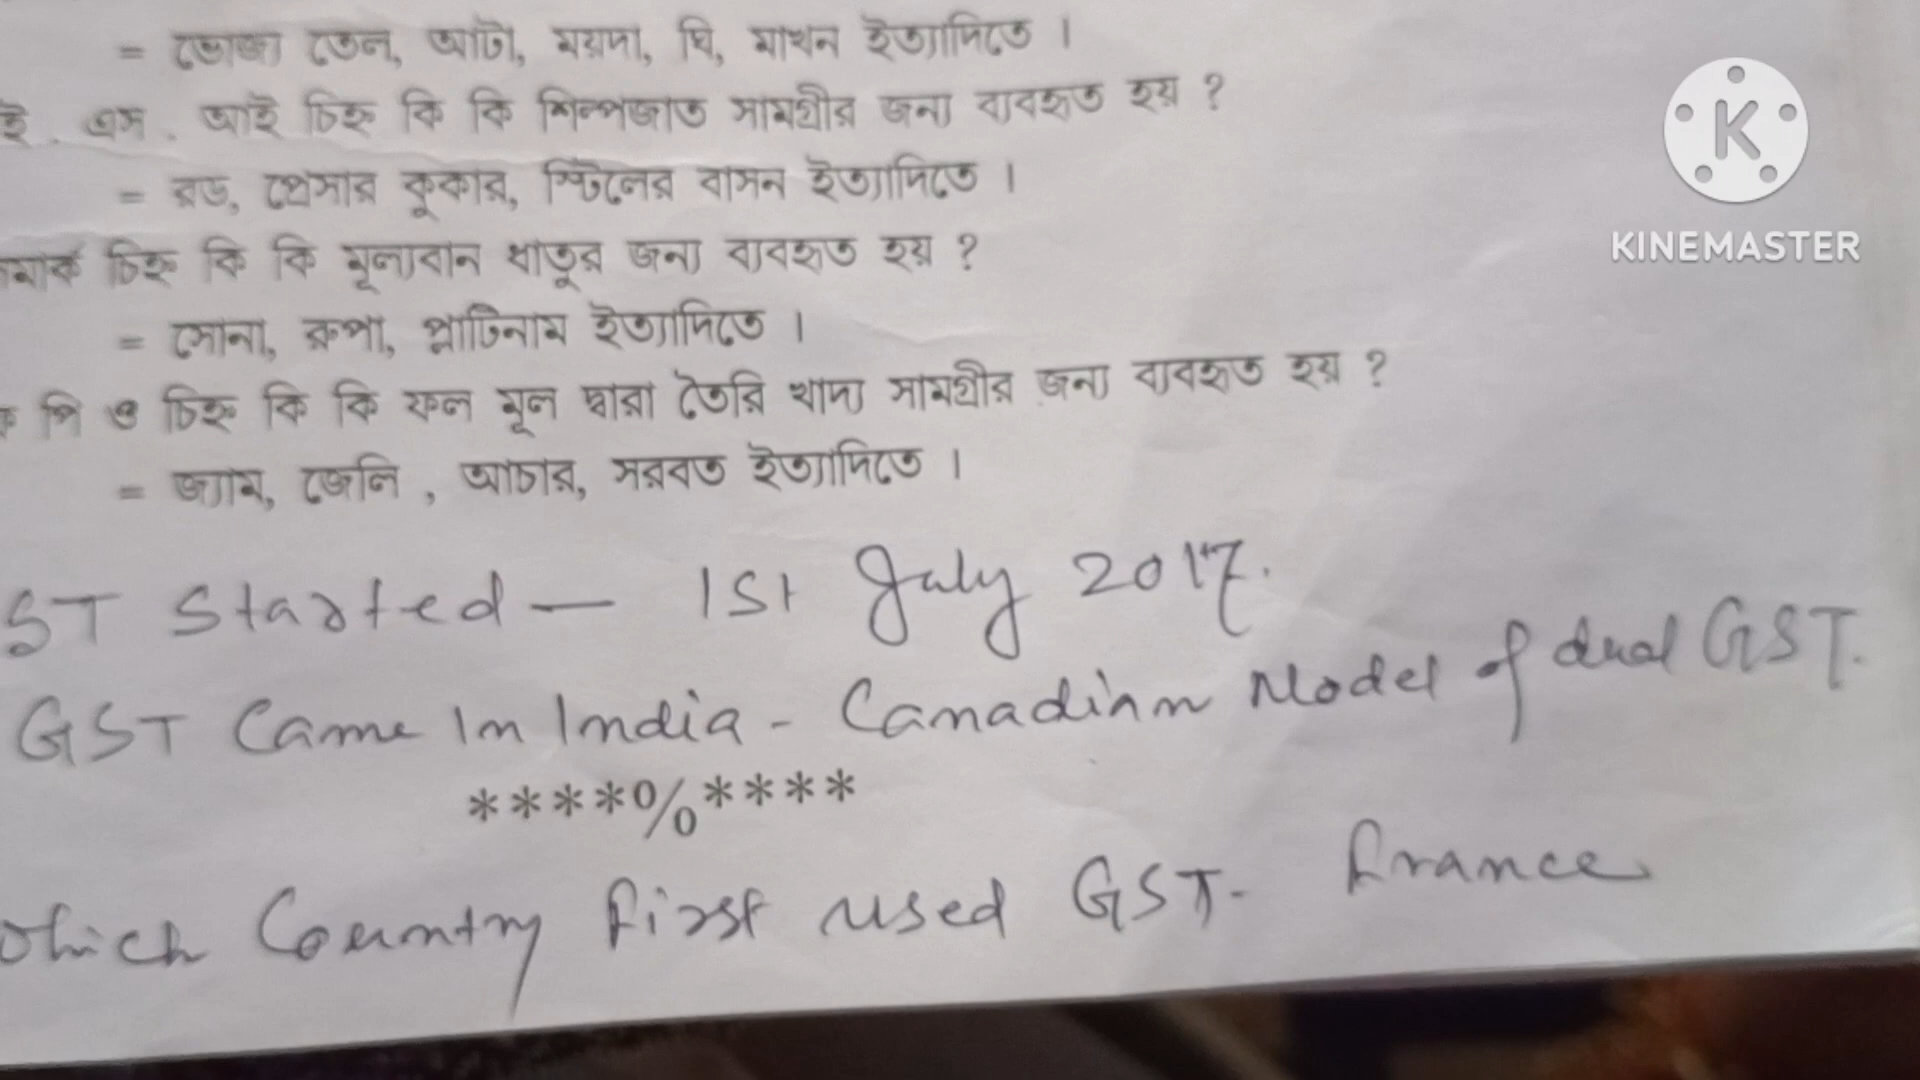 = ভোজ্য তেল, আটা, ময়দা, ঘি, মাখন ইত্যাদিতে ।
ই . এস . আই চিহ্ন কি কি শিল্পজাত সামগ্রীর জন্য ব্যবহৃত হয় ?
= রড, প্রেসার কুকার, স্টিলের বাসন ইত্যাদিতে ।
মার্ক চিহ্ন কি কি মূল্যবান ধাতুর জন্য ব্যবহৃত হয় ?
= সোনা, রুপা, প্লাটিনাম ইত্যাদিতে ।
পি ও চিহ্ন কি কি ফল মূল দ্বারা তৈরি খাদ্য সামগ্রীর জন্য ব্যবহৃত হয় ?
= জ্যাম, জেলি , আচার, সরবত ইত্যাদিতে ।
ST Started — 1St July 2017.
GST Came In India - Canadian Model of dual GST.
****%****
which Country first used GST- france
K
KINEMASTER